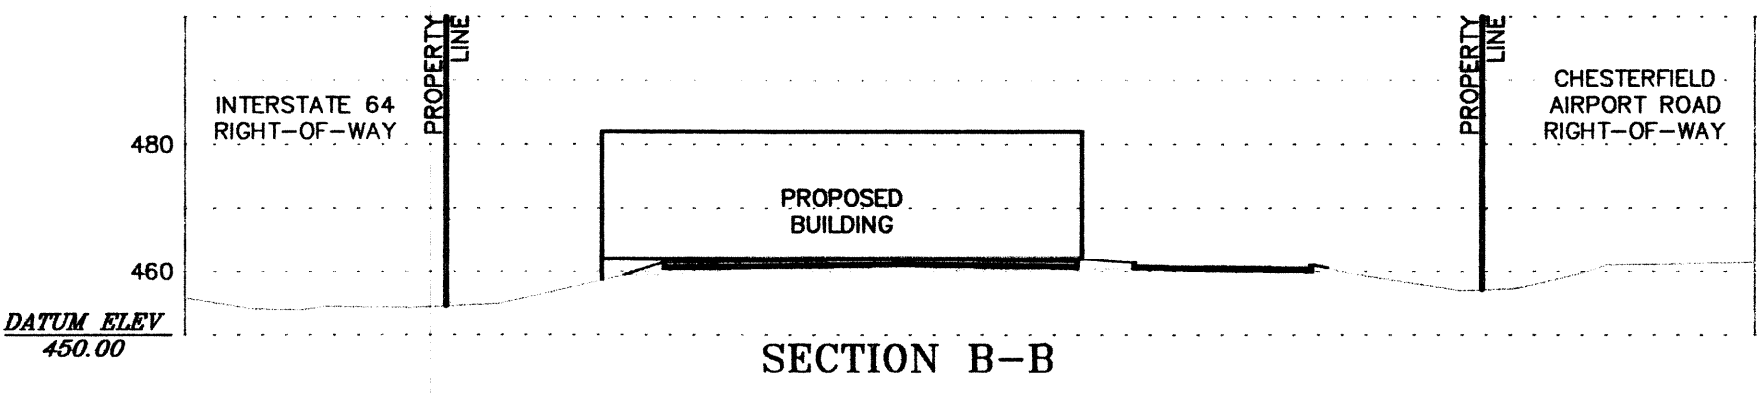 PROPERTY
LINE
PROPERTY
LINE
INTERSTATE 64
RIGHT-OF-WAY
CHESTERFIELD
AIRPORT ROAD
RIGHT-OF-WAY
480
PROPOSED
BUILDING
460
DATUM ELEV
450.00
SECTION B-B